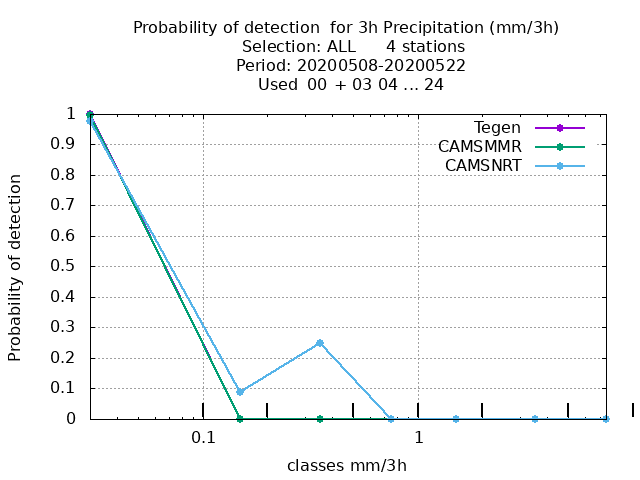 Probability of detection  for 3h Precipitation (mm/3h)
Selection: ALL      4 stations
Period: 20200508-20200522
Used  00  + 03 04 ... 24
Tegen
CAMSMMR
CAMSNRT
Probability of detection
1
0.9
0.8
0.7
0.6
0.5
0.4
0.3
0.2
0.1
0
0.1 1
classes mm/3h